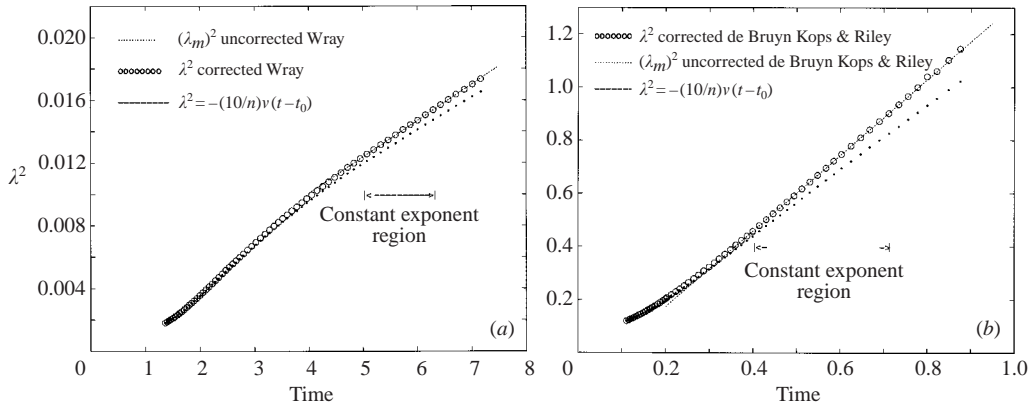 0.020
0.016
0.012
0.008
0.004
λ²
(λₘ)² uncorrected Wray
λ² corrected Wray
λ² = −(10/n)ν(t−t₀)
Constant exponent
region
(a)
0 1 2 3 4 5 6 7 8
Time
1.2
1.0
0.8
0.6
0.4
0.2
λ² corrected de Bruyn Kops & Riley
(λₘ)² uncorrected de Bruyn Kops & Riley
λ² = −(10/n)ν(t−t₀)
Constant exponent
region
(b)
0 0.2 0.4 0.6 0.8 1.0
Time